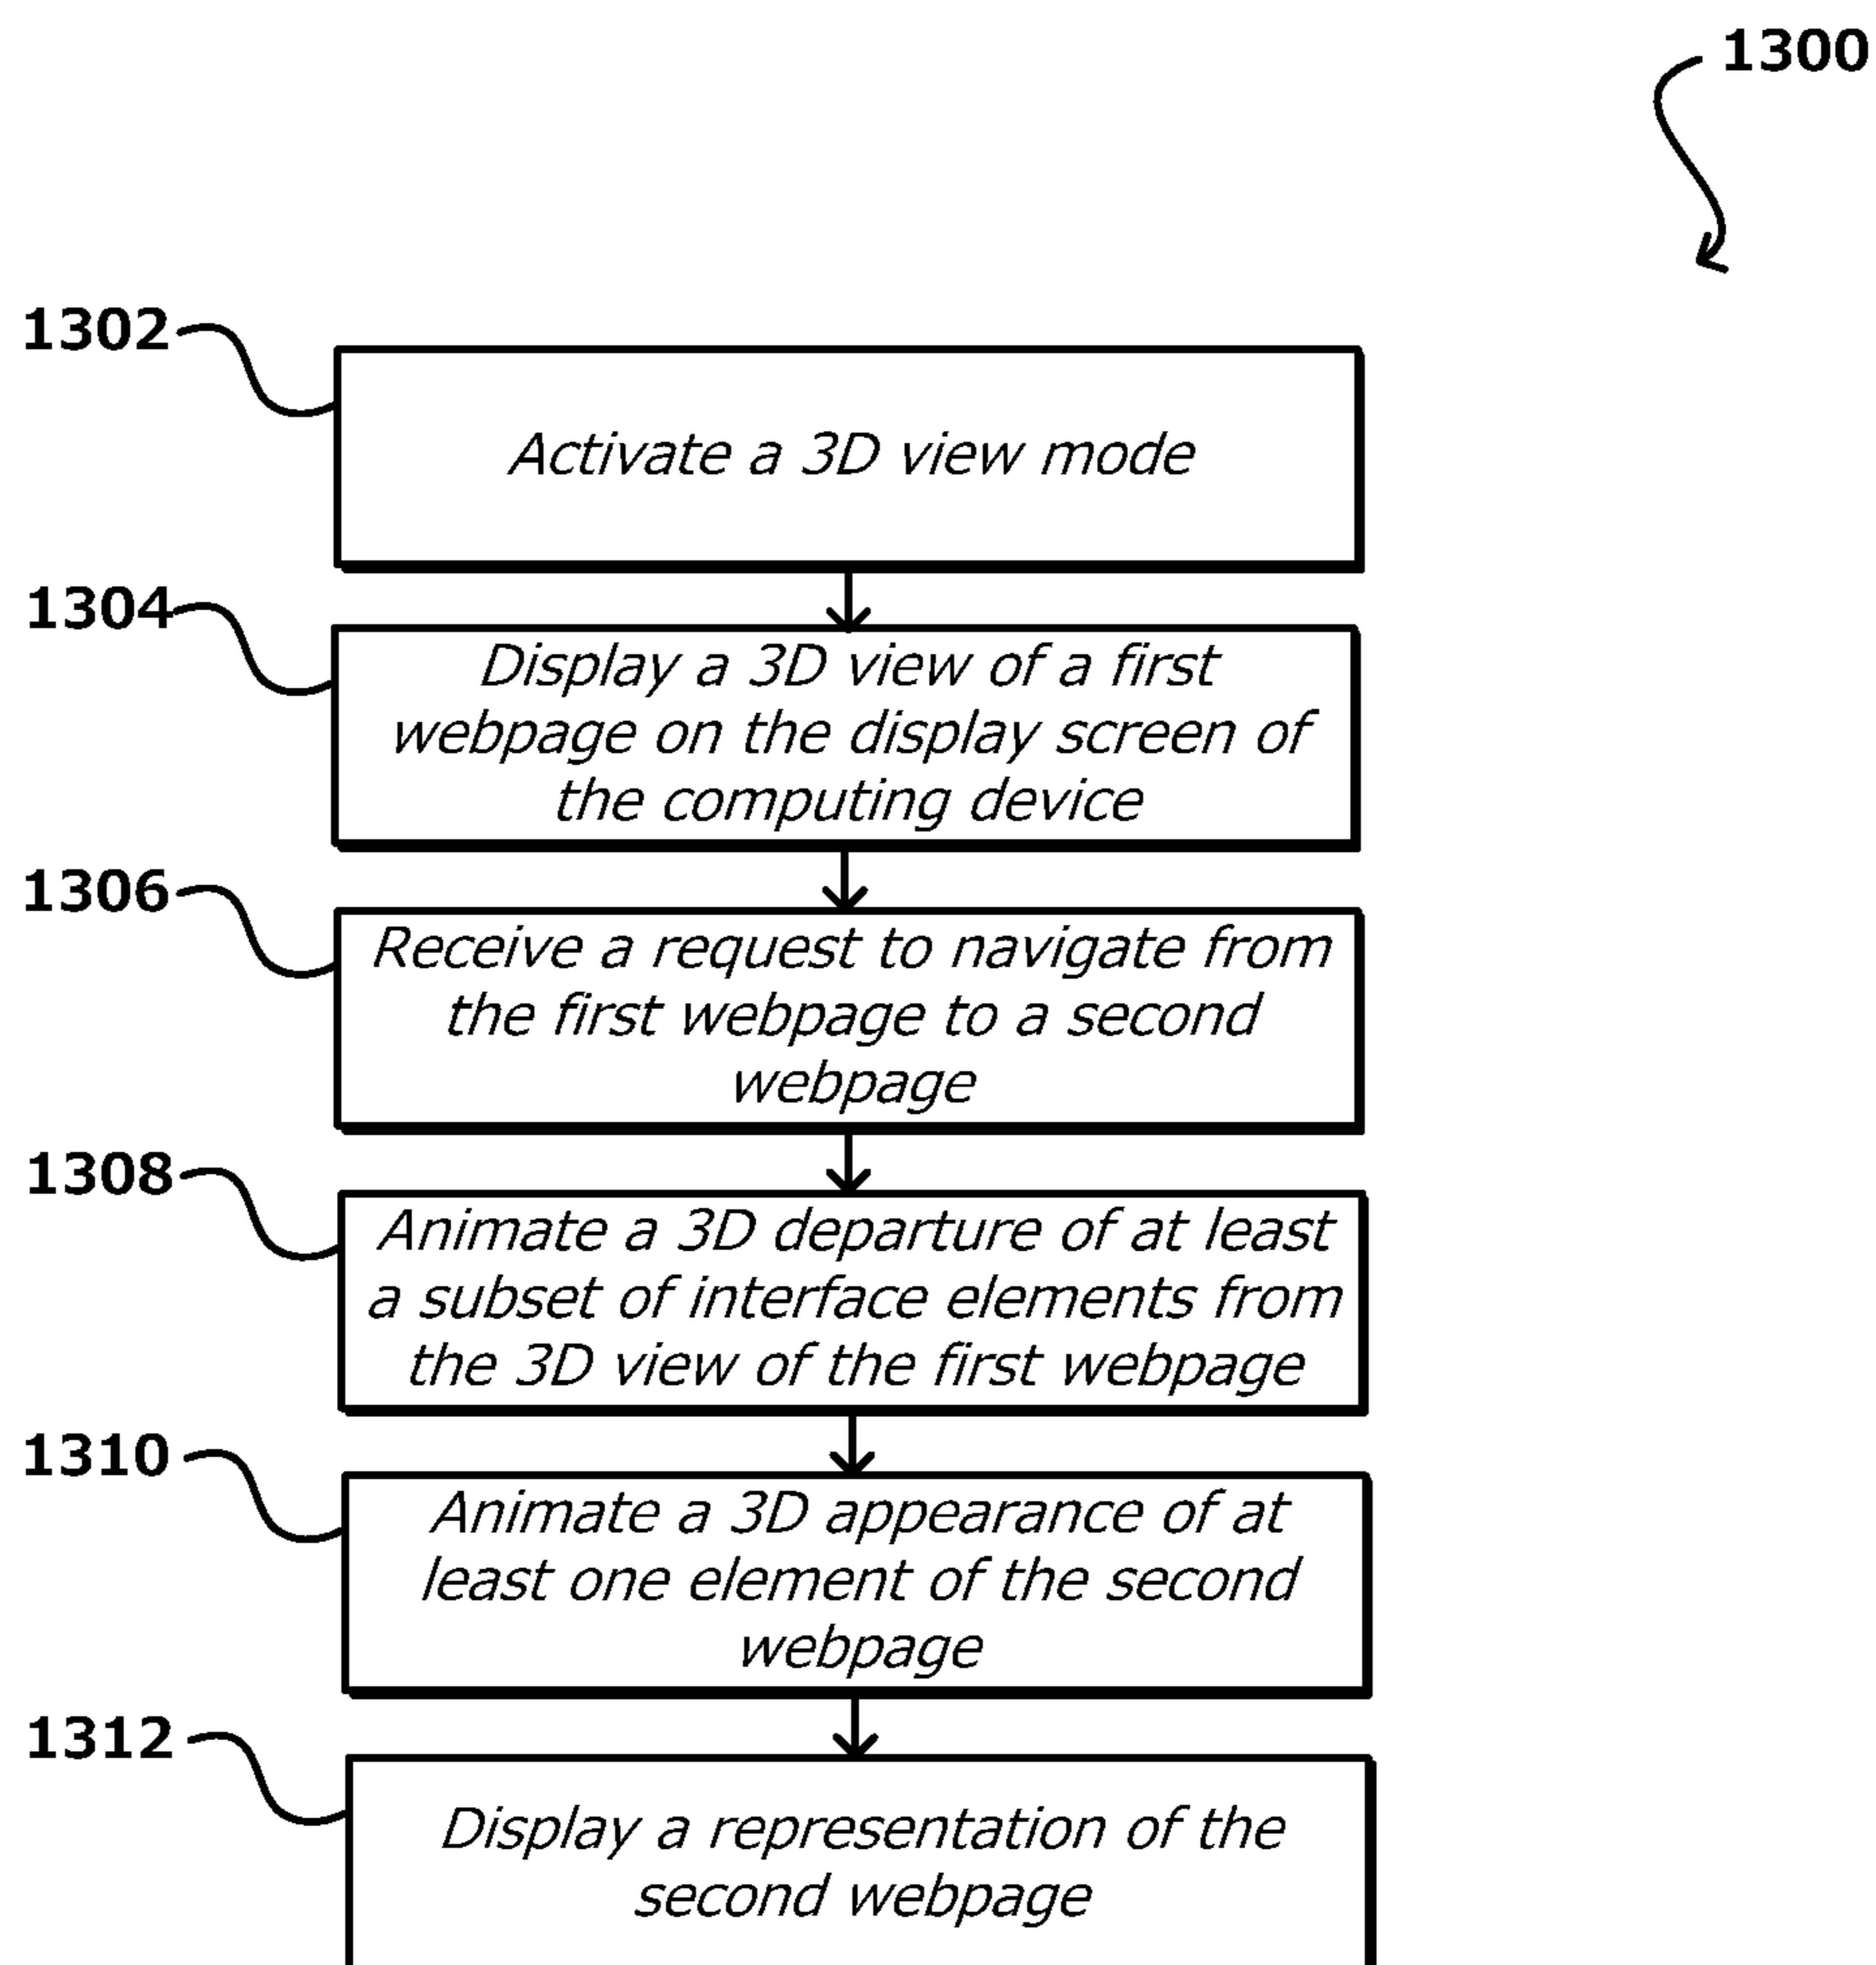 1300
1302
Activate a 3D view mode
1304
Display a 3D view of a first
webpage on the display screen of
the computing device
1306
Receive a request to navigate from
the first webpage to a second
webpage
1308
Animate a 3D departure of at least
a subset of interface elements from
the 3D view of the first webpage
1310
Animate a 3D appearance of at
least one element of the second
webpage
1312
Display a representation of the
second webpage